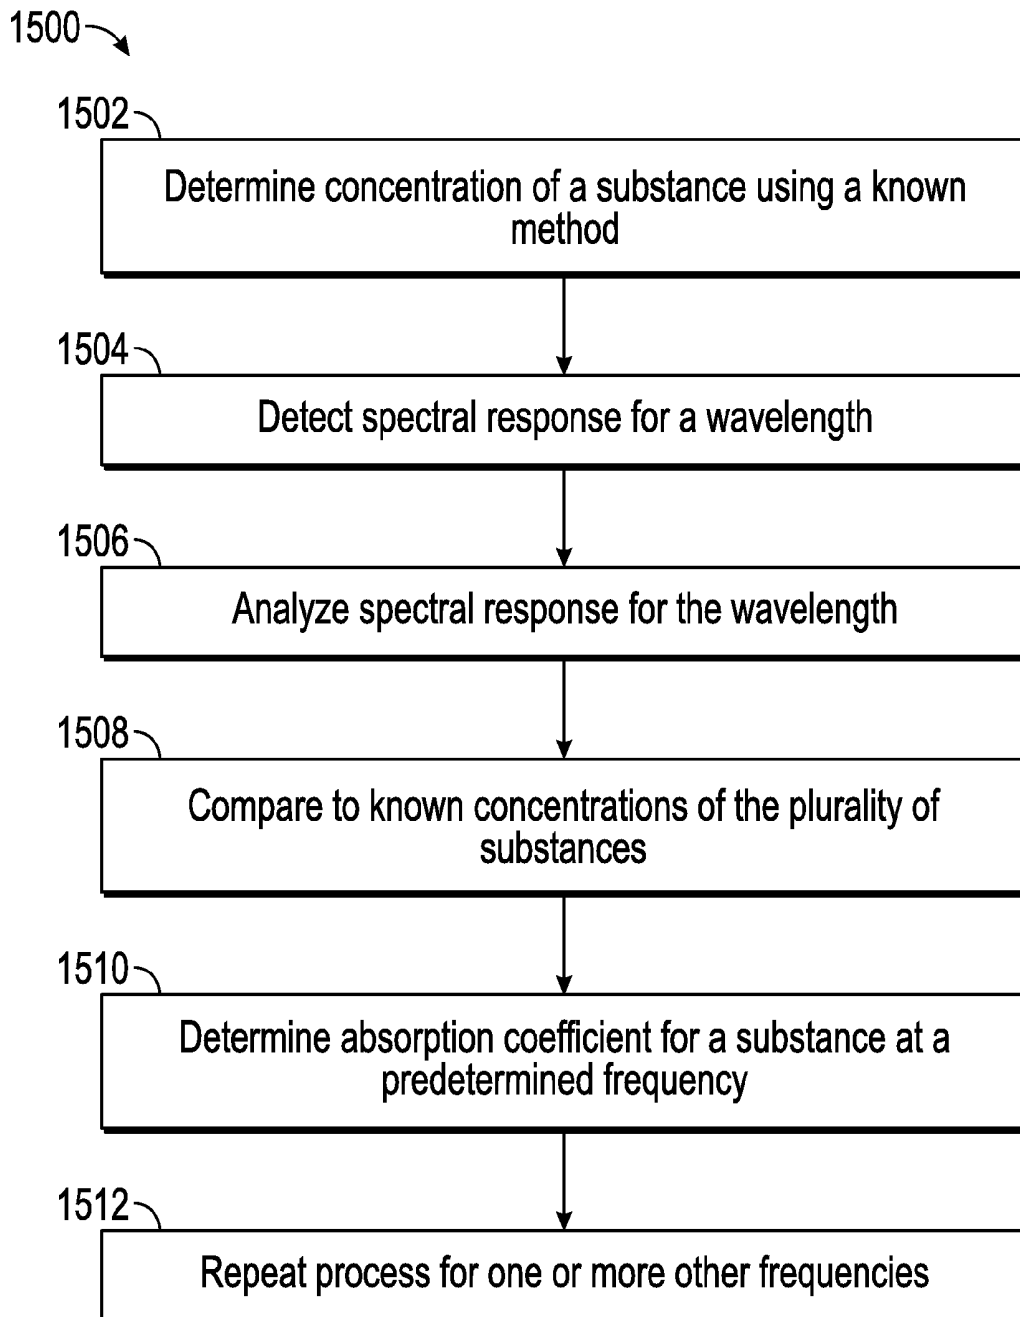 1500
1502
Determine concentration of a substance using a known
method
1504
Detect spectral response for a wavelength
1506
Analyze spectral response for the wavelength
1508
Compare to known concentrations of the plurality of
substances
1510
Determine absorption coefficient for a substance at a
predetermined frequency
1512
Repeat process for one or more other frequencies